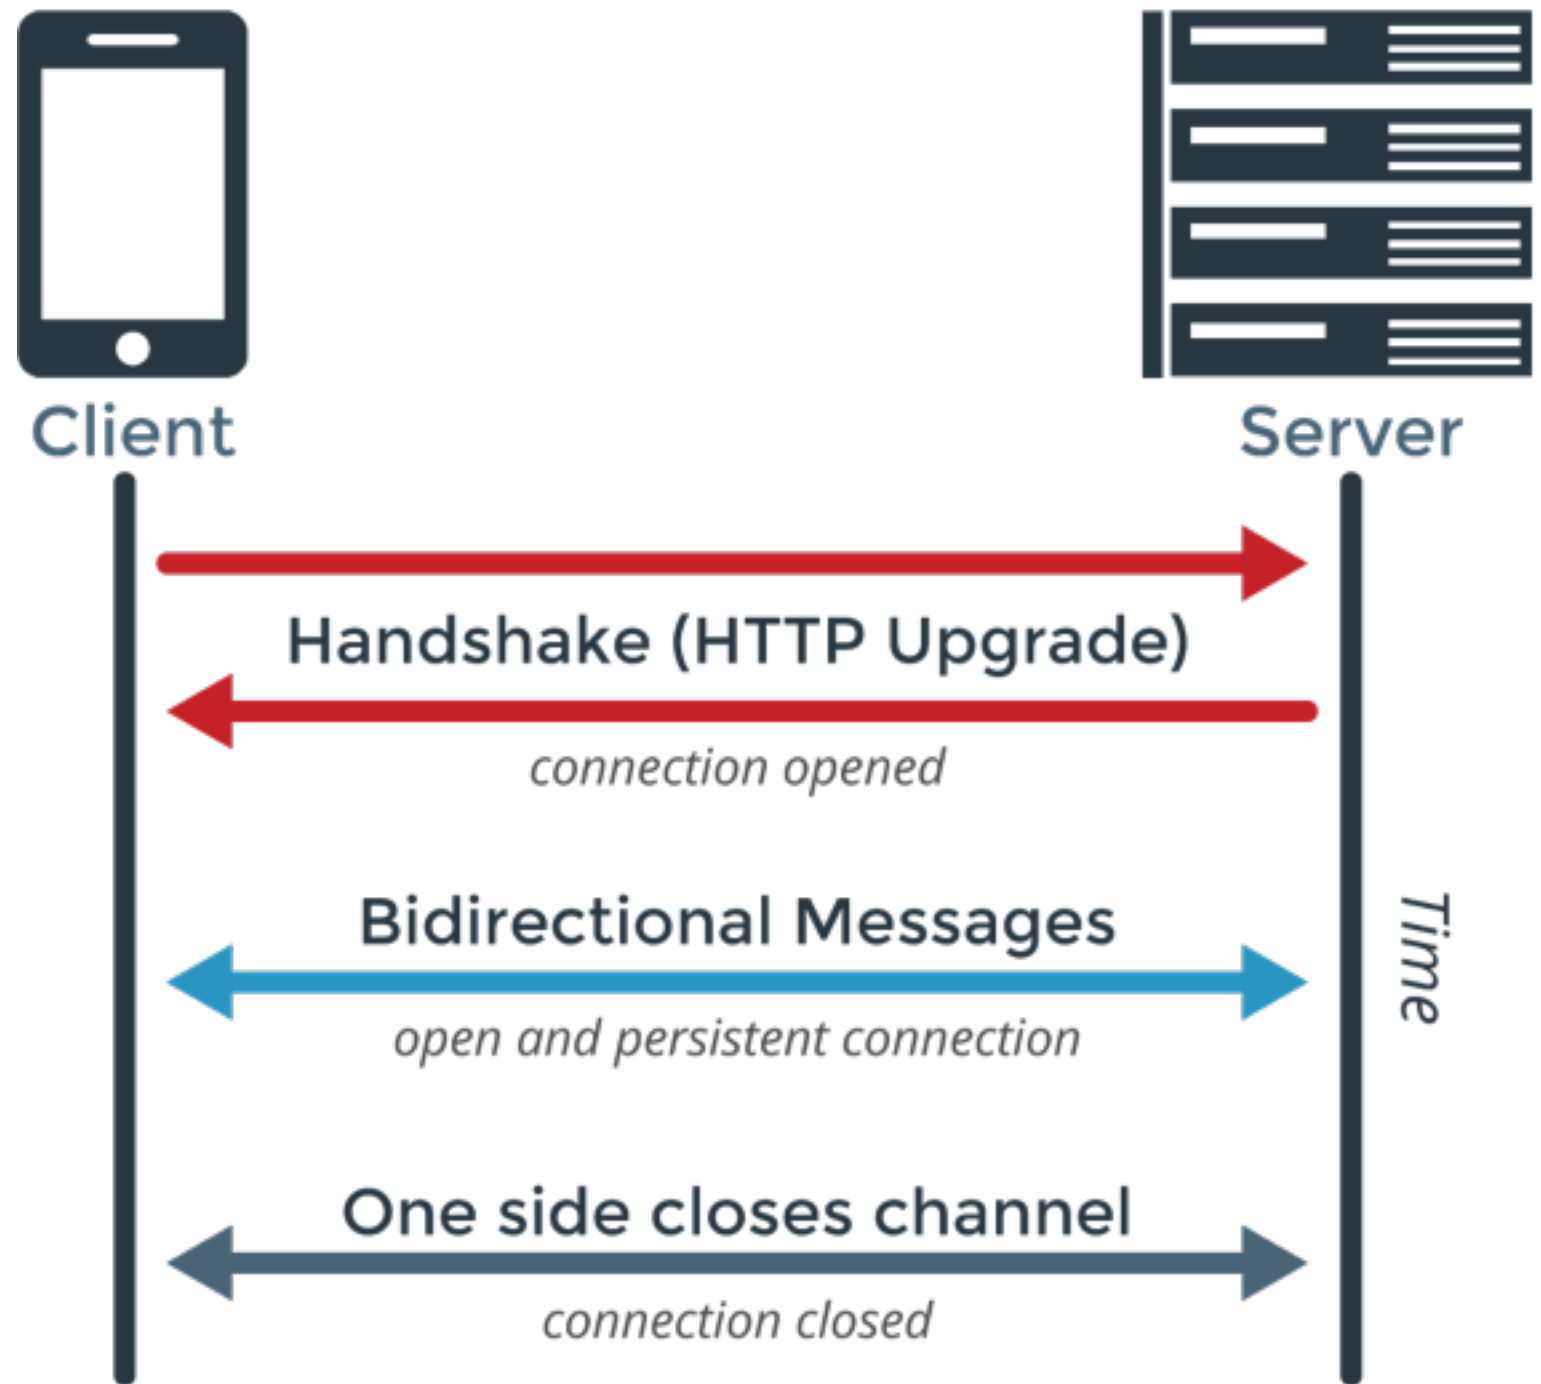 Client
Server
Handshake (HTTP Upgrade)
connection opened
Bidirectional Messages
open and persistent connection
Time
One side closes channel
connection closed